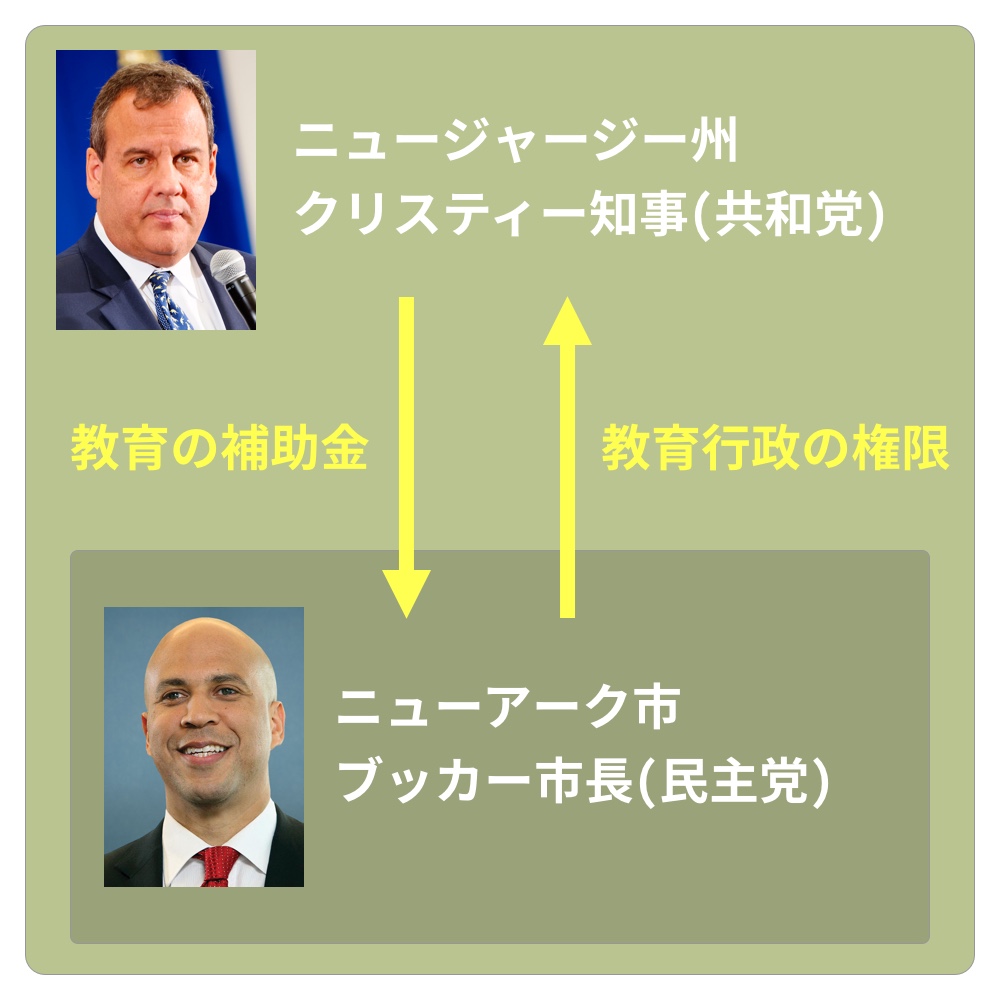 ニュージャージー州
クリスティー知事(共和党)
教育の補助金
教育行政の権限
ニューアーク市
ブッカー市長(民主党)